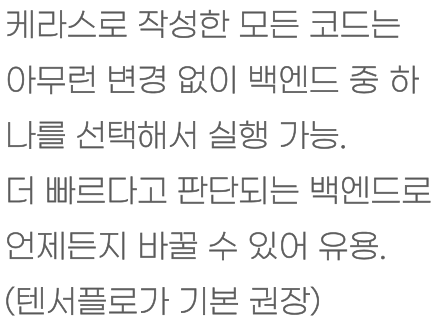 케라스로 작성한 모든 코드는
아무런 변경 없이 백엔드 중 하
나를 선택해서 실행 가능.
더 빠르다고 판단되는 백엔드로
언제든지 바꿀 수 있어 유용.
(텐서플로가 기본 권장)